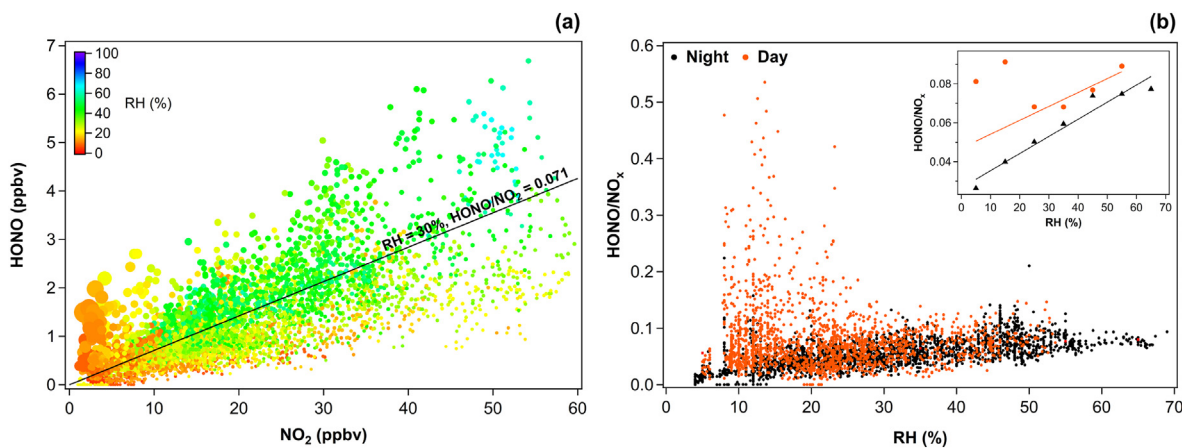 (a)
7
6
5
4
3
2
1
0
HONO (ppbv)
100
80
60
40
20
0
RH (%)
RH = 30%, HONO/NO₂ = 0.071
0 10 20 30 40 50 60
NO₂ (ppbv)
(b)
0.6
0.5
0.4
0.3
0.2
0.1
0.0
HONO/NOₓ
Night Day
0.08
0.06
0.04
HONO/NOₓ
0 10 20 30 40 50 60 70
RH (%)
0 10 20 30 40 50 60 70
RH (%)